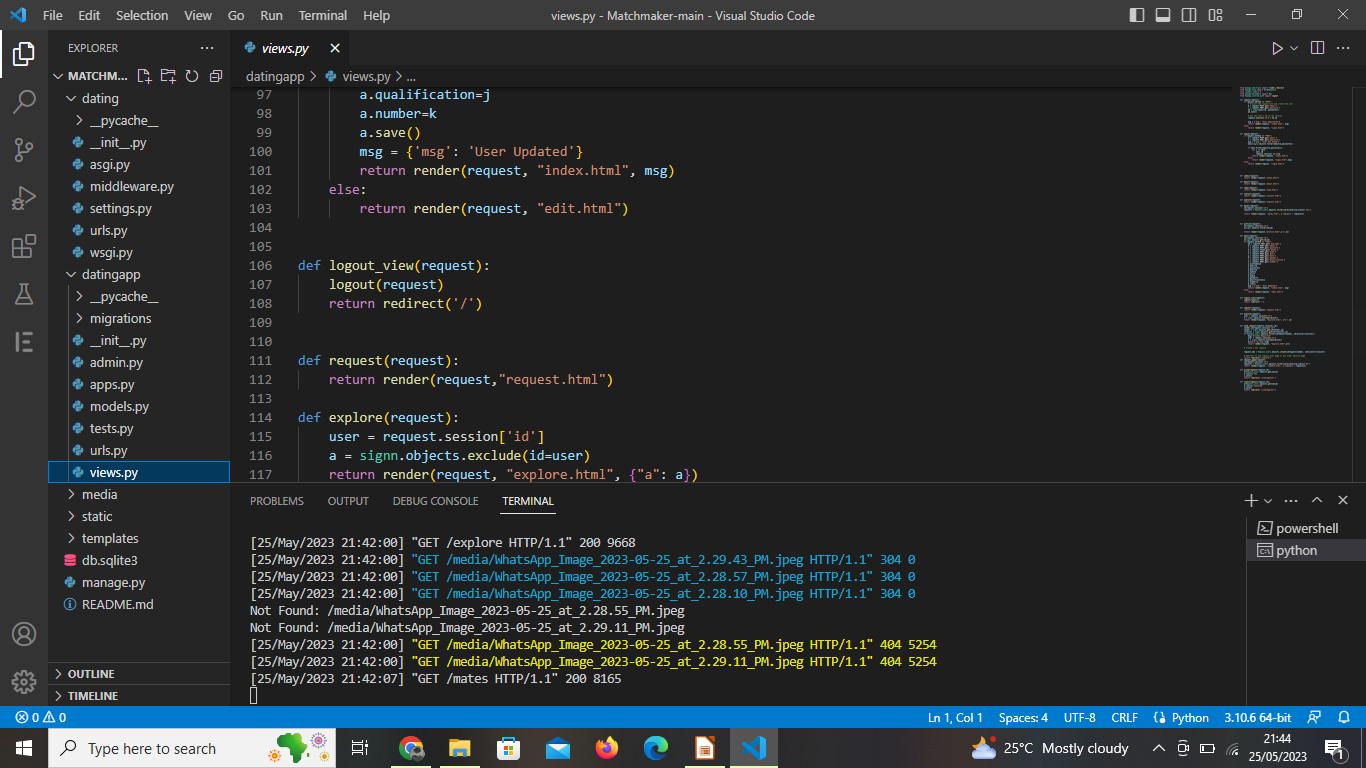 File Edit Selection View Go Run Terminal Help
views.py - Matchmaker-main - Visual Studio Code
EXPLORER
MATCHM...
dating
__pycache__
__init__.py
asgi.py
middleware.py
settings.py
urls.py
wsgi.py
datingapp
__pycache__
migrations
__init__.py
admin.py
apps.py
models.py
tests.py
urls.py
views.py
media
static
templates
db.sqlite3
manage.py
README.md
OUTLINE
TIMELINE
views.py
datingapp > views.py > ...
97 a.qualification=j
98 a.number=k
99 a.save()
100 msg = {'msg': 'User Updated'}
101 return render(request, "index.html", msg)
102 else:
103 return render(request, "edit.html")
104
105
106 def logout_view(request):
107 logout(request)
108 return redirect('/')
109
110
111 def request(request):
112 return render(request,"request.html")
113
114 def explore(request):
115 user = request.session['id']
116 a = signn.objects.exclude(id=user)
117 return render(request, "explore.html", {"a": a})
PROBLEMS OUTPUT DEBUG CONSOLE TERMINAL
[25/May/2023 21:42:00] "GET /explore HTTP/1.1" 200 9668
[25/May/2023 21:42:00] "GET /media/WhatsApp_Image_2023-05-25_at_2.29.43_PM.jpeg HTTP/1.1" 304 0
[25/May/2023 21:42:00] "GET /media/WhatsApp_Image_2023-05-25_at_2.28.57_PM.jpeg HTTP/1.1" 304 0
[25/May/2023 21:42:00] "GET /media/WhatsApp_Image_2023-05-25_at_2.28.10_PM.jpeg HTTP/1.1" 304 0
Not Found: /media/WhatsApp_Image_2023-05-25_at_2.28.55_PM.jpeg
Not Found: /media/WhatsApp_Image_2023-05-25_at_2.29.11_PM.jpeg
[25/May/2023 21:42:00] "GET /media/WhatsApp_Image_2023-05-25_at_2.28.55_PM.jpeg HTTP/1.1" 404 5254
[25/May/2023 21:42:00] "GET /media/WhatsApp_Image_2023-05-25_at_2.29.11_PM.jpeg HTTP/1.1" 404 5254
[25/May/2023 21:42:07] "GET /mates HTTP/1.1" 200 8165
powershell
python
0 0
Ln 1, Col 1 Spaces: 4 UTF-8 CRLF Python 3.10.6 64-bit
Type here to search
25°C Mostly cloudy
21:44
25/05/2023
1